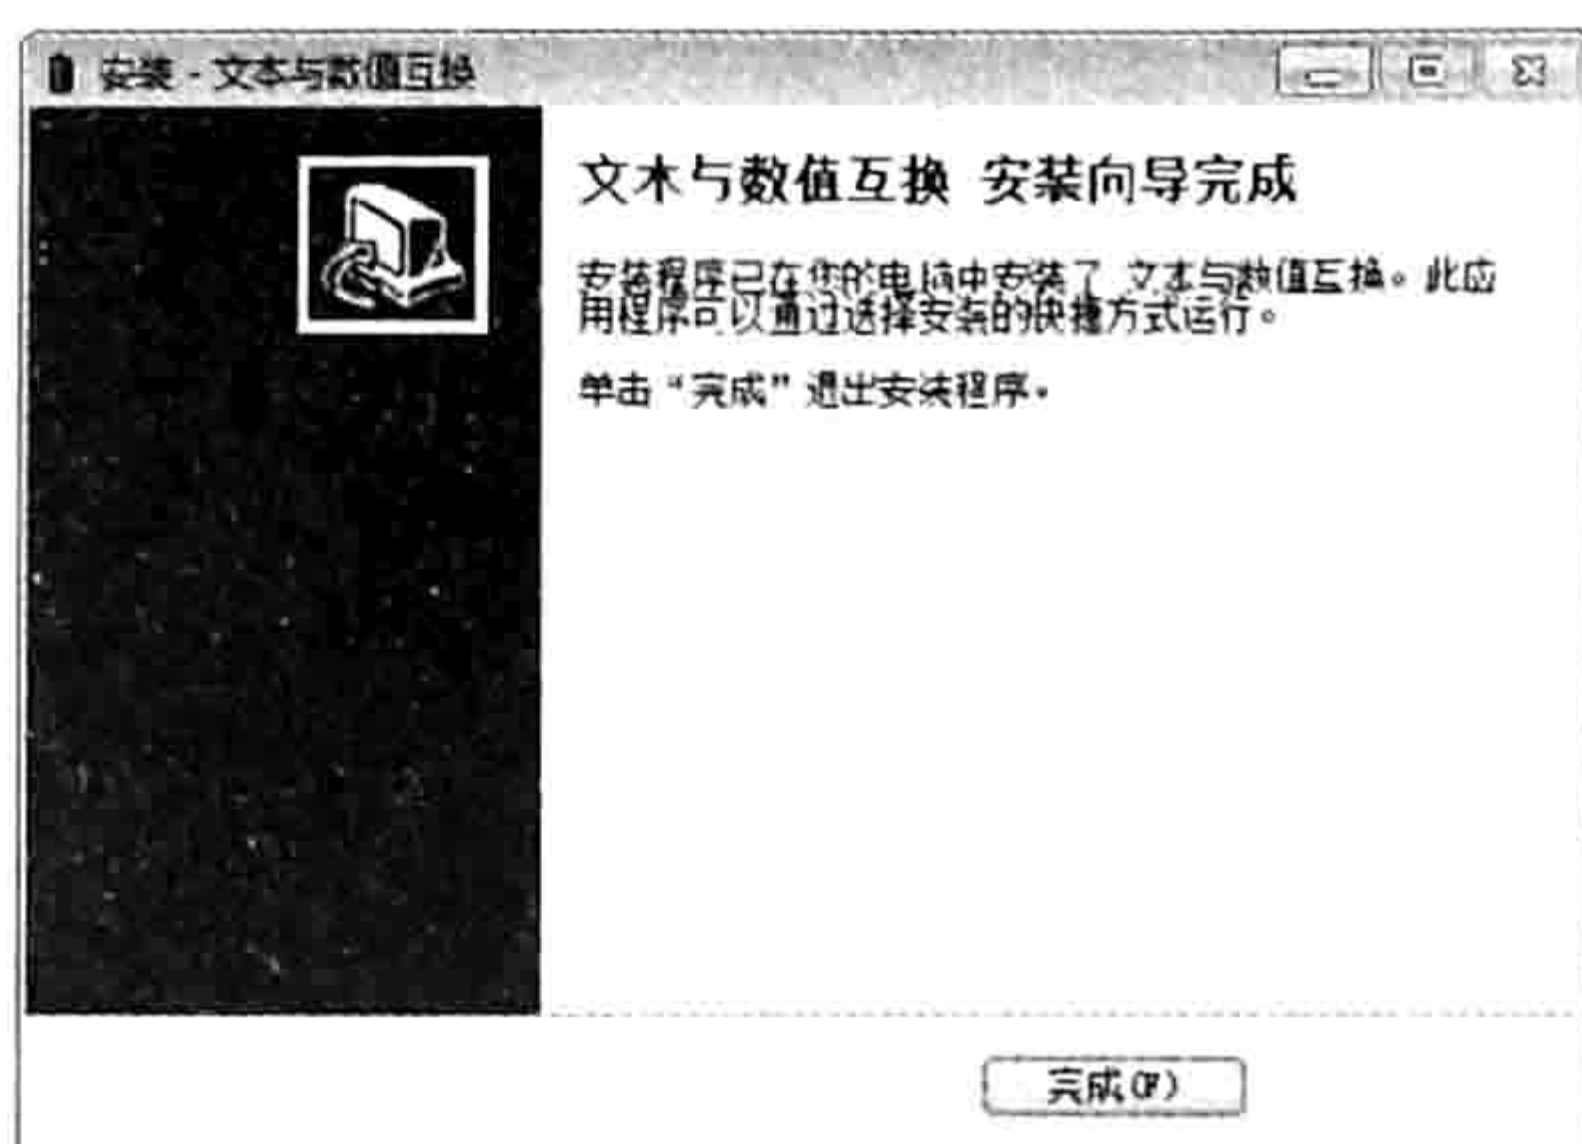 安装 - 文本与数值互换
文本与数值互换 安装向导完成
安装程序已在你的电脑中安装了 文本与数值互换。此应
用程序可以通过选择安装的快捷方式运行。
单击“完成”退出安装程序。
完成(F)